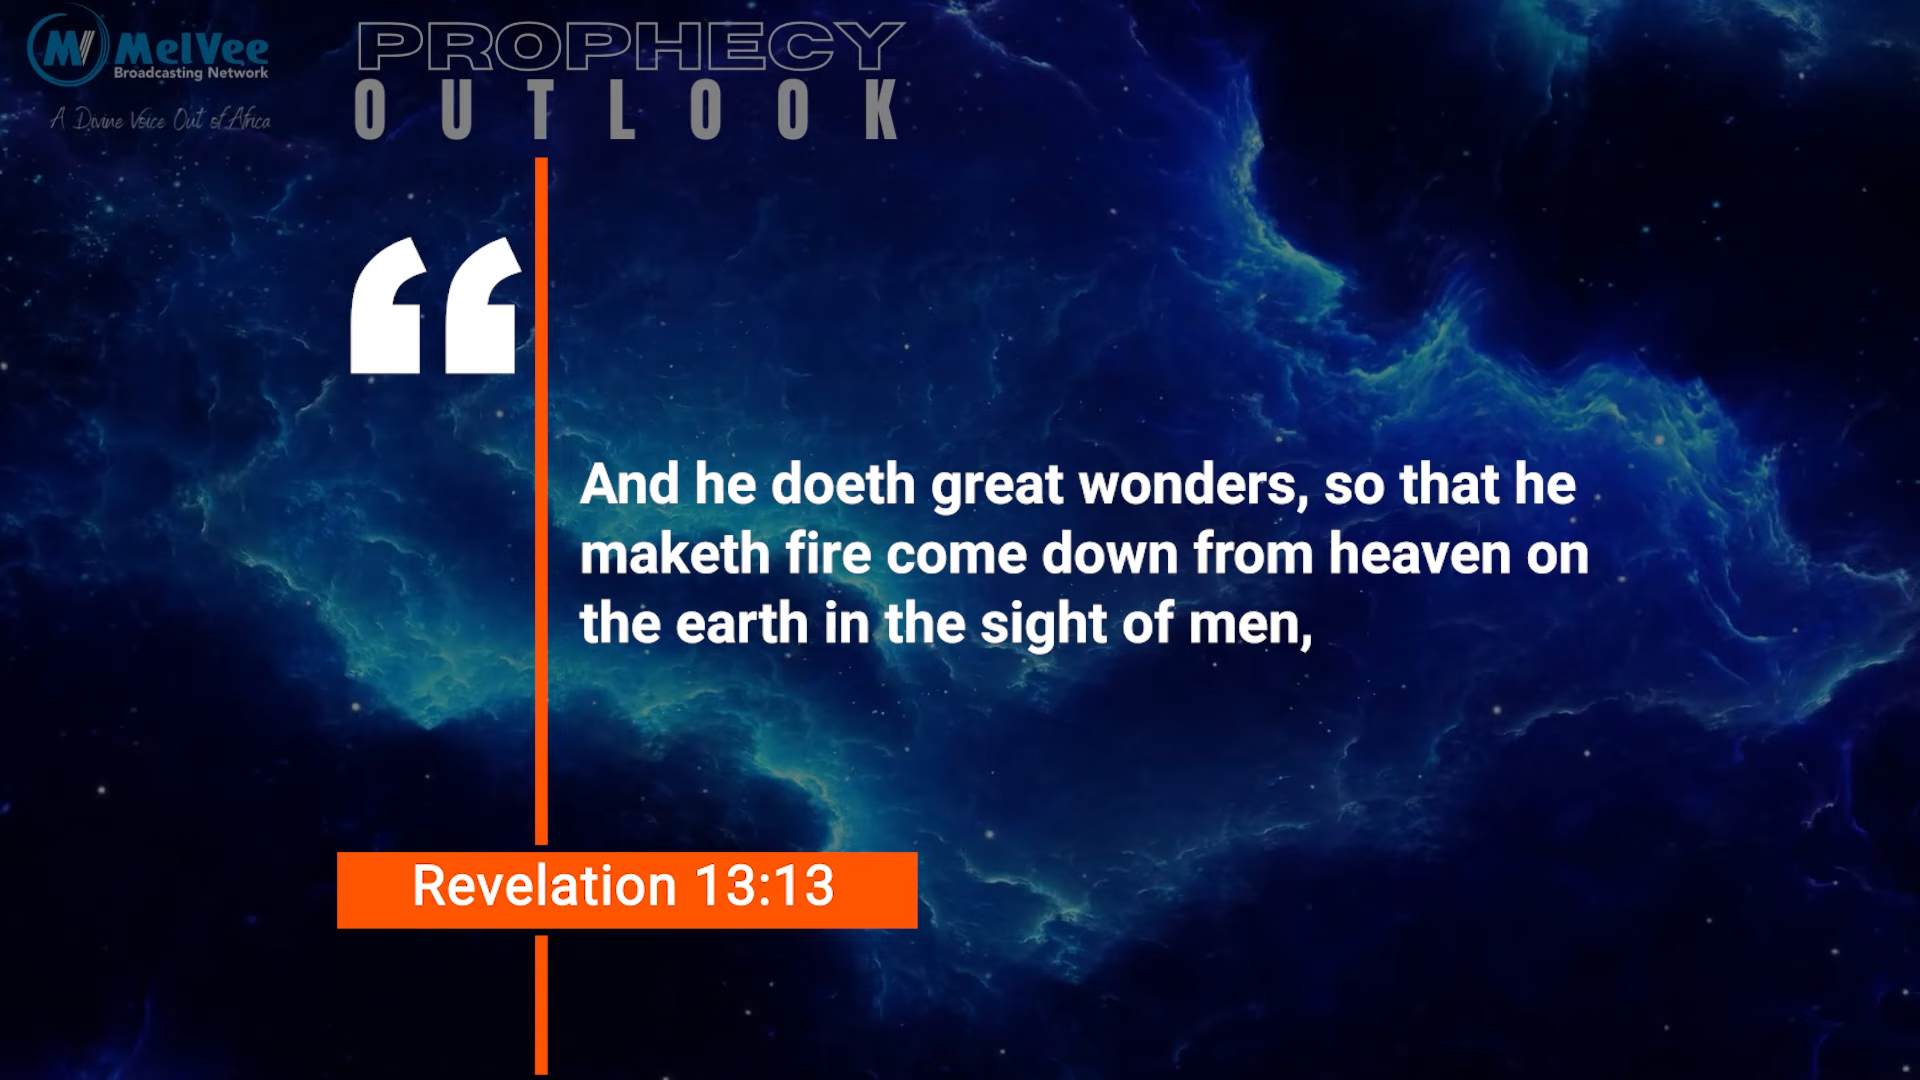 MV MelVee
Broadcasting Network
A Divine Voice Out of Africa
PROPHECY
OUTLOOK
“
And he doeth great wonders, so that he
maketh fire come down from heaven on
the earth in the sight of men,
Revelation 13:13